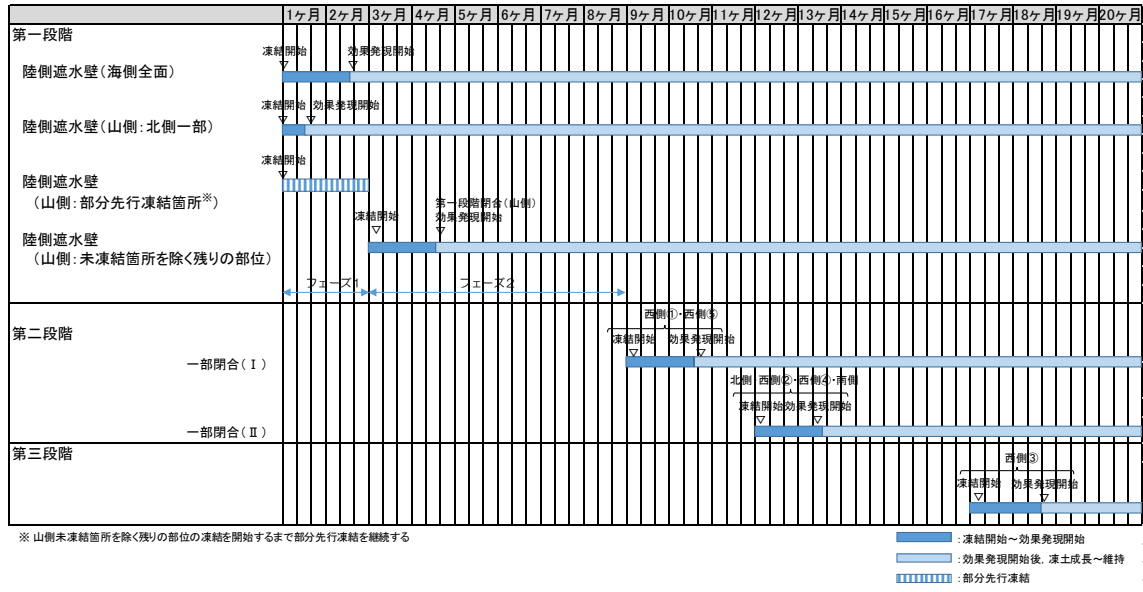 1ヶ月 2ヶ月 3ヶ月 4ヶ月 5ヶ月 6ヶ月 7ヶ月 8ヶ月 9ヶ月 10ヶ月 11ヶ月 12ヶ月 13ヶ月 14ヶ月 15ヶ月 16ヶ月 17ヶ月 18ヶ月 19ヶ月 20ヶ月
第一段階
凍結開始 効果発現開始
陸側遮水壁(海側全面)
凍結開始 効果発現開始
陸側遮水壁(山側:北側一部)
凍結開始
陸側遮水壁
(山側:部分先行凍結箇所※)
第一段階閉合(山側)
凍結開始 効果発現開始
陸側遮水壁
(山側:未凍結箇所を除く残りの部位)
フェーズ1 フェーズ2
西側①・西側⑤
第二段階
凍結開始 効果発現開始
一部閉合(Ⅰ)
北側・西側②・西側④・南側
凍結開始 効果発現開始
一部閉合(Ⅱ)
第三段階
西側③
凍結開始 効果発現開始
※ 山側未凍結箇所を除く残りの部位の凍結を開始するまで部分先行凍結を継続する
:凍結開始～効果発現開始
:効果発現開始後,凍土成長～維持
:部分先行凍結